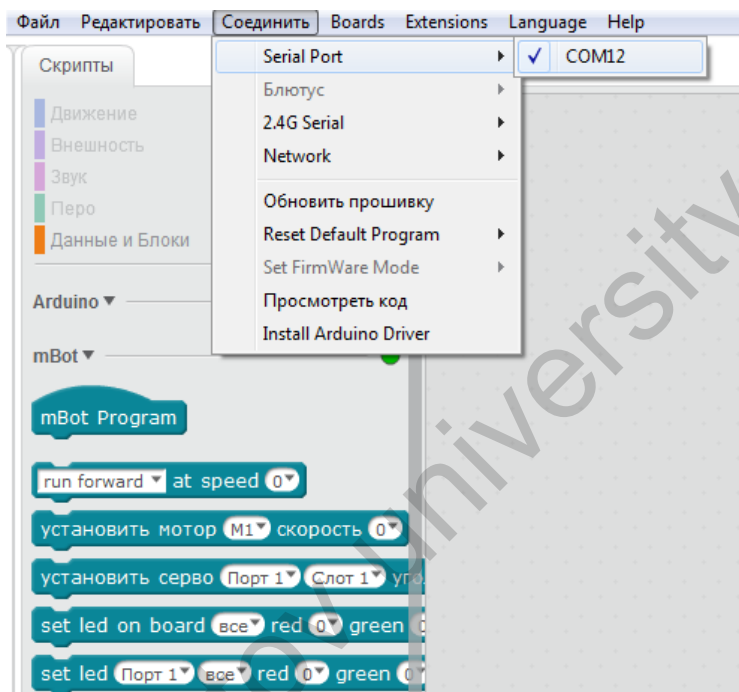 Файл Редактировать Соединить Boards Extensions Language Help
Скрипты
Serial Port
COM12
Движение
Блютус
Внешность
2.4G Serial
Звук
Network
Перо
Обновить прошивку
Данные и Блоки
Reset Default Program
Set FirmWare Mode
Arduino
Просмотреть код
Install Arduino Driver
mBot
mBot Program
run forward at speed 0
установить мотор M1 скорость 0
установить серво Порт 1 Слот 1
set led on board все red 0 green
set led Порт 1 все red 0 green 0
university